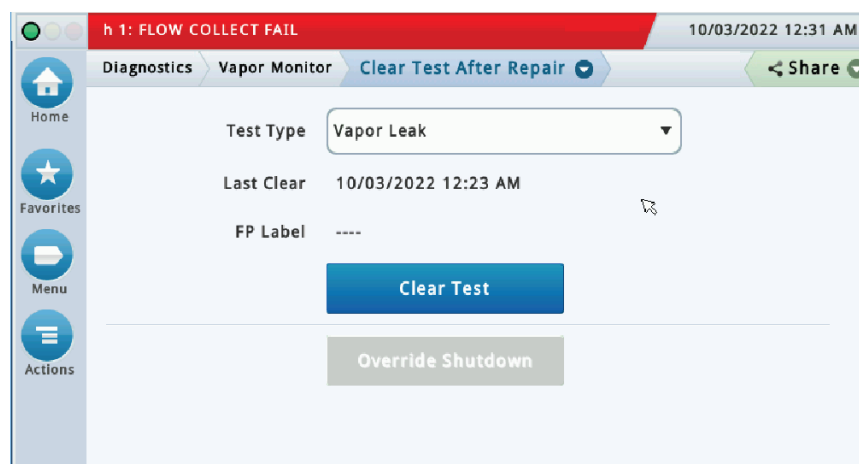 h 1: FLOW COLLECT FAIL
10/03/2022 12:31 AM
Diagnostics Vapor Monitor Clear Test After Repair Share
Home
Test Type Vapor Leak
Last Clear 10/03/2022 12:23 AM
Favorites
FP Label ----
Menu
Clear Test
Override Shutdown
Actions